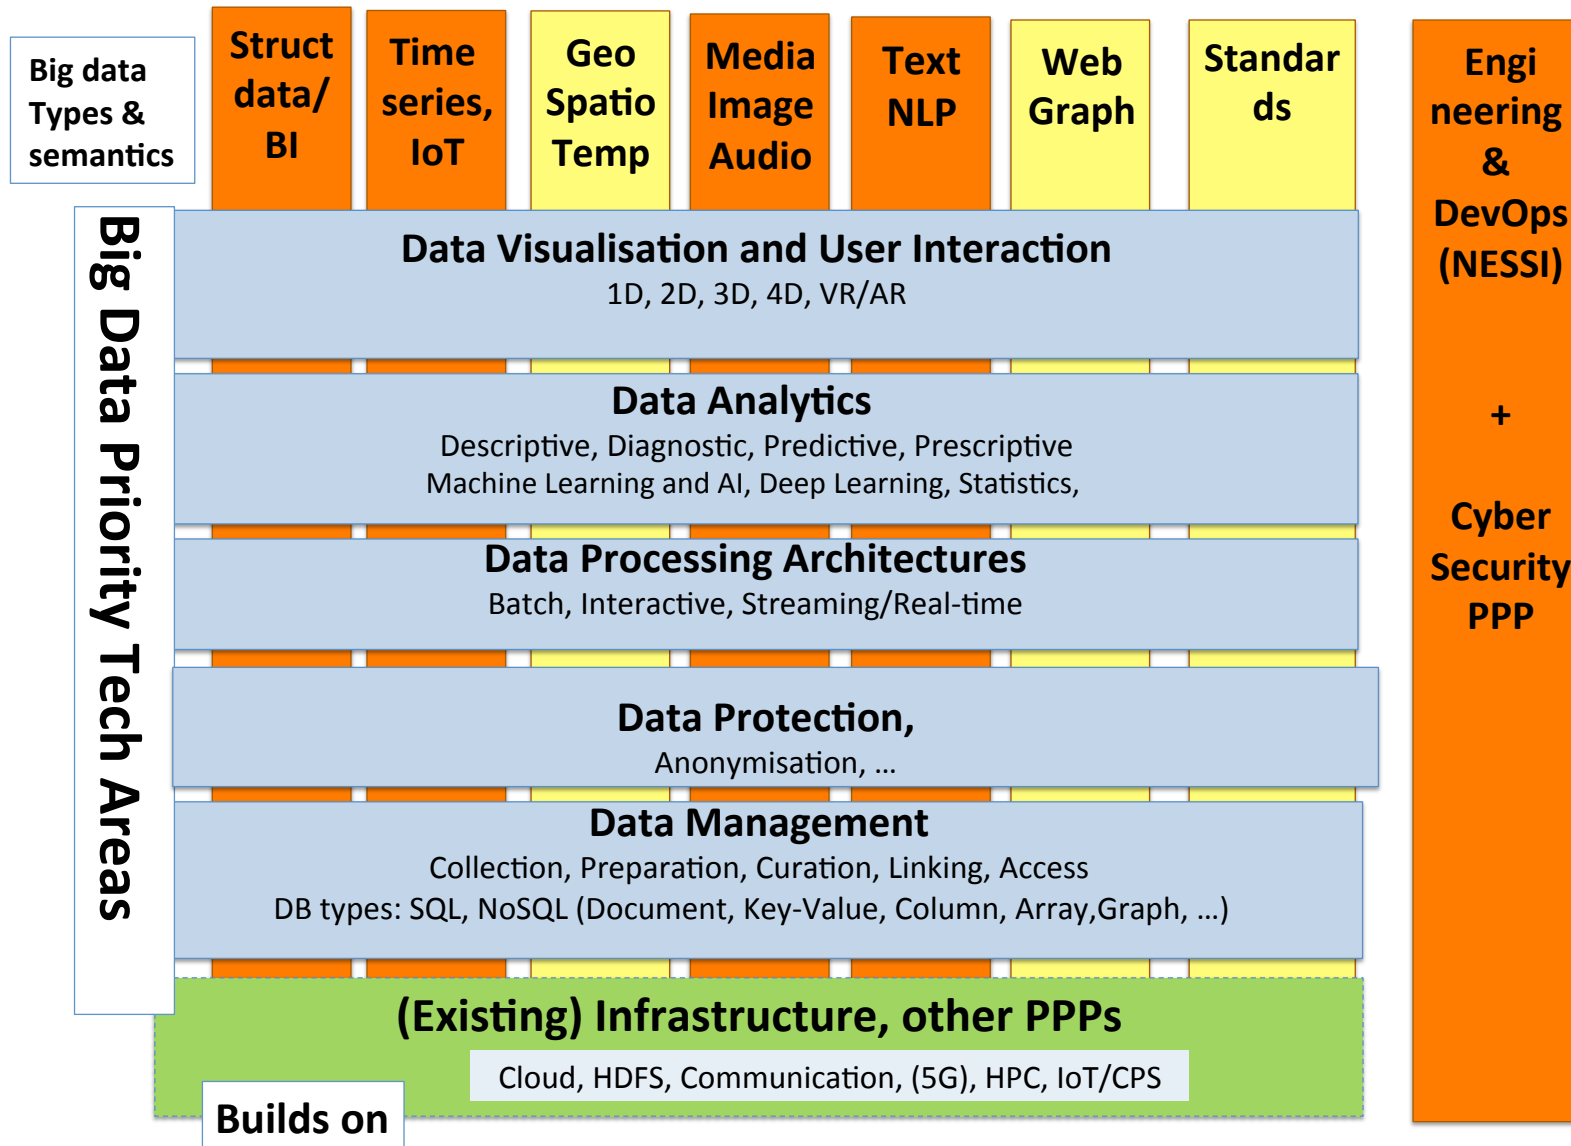 Big data
Types &
semantics
Struct
data/
BI
Time
series,
IoT
Geo
Spatio
Temp
Media
Image
Audio
Text
NLP
Web
Graph
Standar
ds
Engi
neering
&
DevOps
(NESSI)
+
Cyber
Security
PPP
Big Data Priority Tech Areas
Data Visualisation and User Interaction
1D, 2D, 3D, 4D, VR/AR
Data Analytics
Descriptive, Diagnostic, Predictive, Prescriptive
Machine Learning and AI, Deep Learning, Statistics,
Data Processing Architectures
Batch, Interactive, Streaming/Real-time
Data Protection,
Anonymisation, …
Data Management
Collection, Preparation, Curation, Linking, Access
DB types: SQL, NoSQL (Document, Key-Value, Column, Array,Graph, …)
(Existing) Infrastructure, other PPPs
Cloud, HDFS, Communication, (5G), HPC, IoT/CPS
Builds on